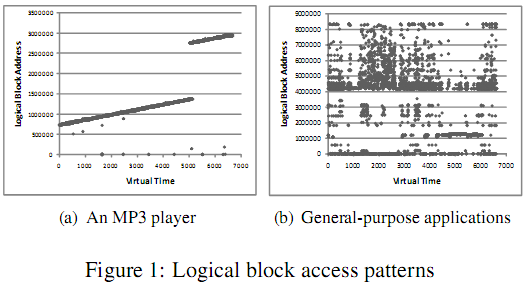 3500000
3000000
2500000
2000000
1500000
1000000
500000
0
Logical Block Address
0 1000 2000 3000 4000 5000 6000 7000
Virtual Time
(a) An MP3 player
9000000
8000000
7000000
6000000
5000000
4000000
3000000
2000000
1000000
0
Logical Block Address
0 1000 2000 3000 4000 5000 6000 7000
Virtual Time
(b) General-purpose applications
Figure 1: Logical block access patterns